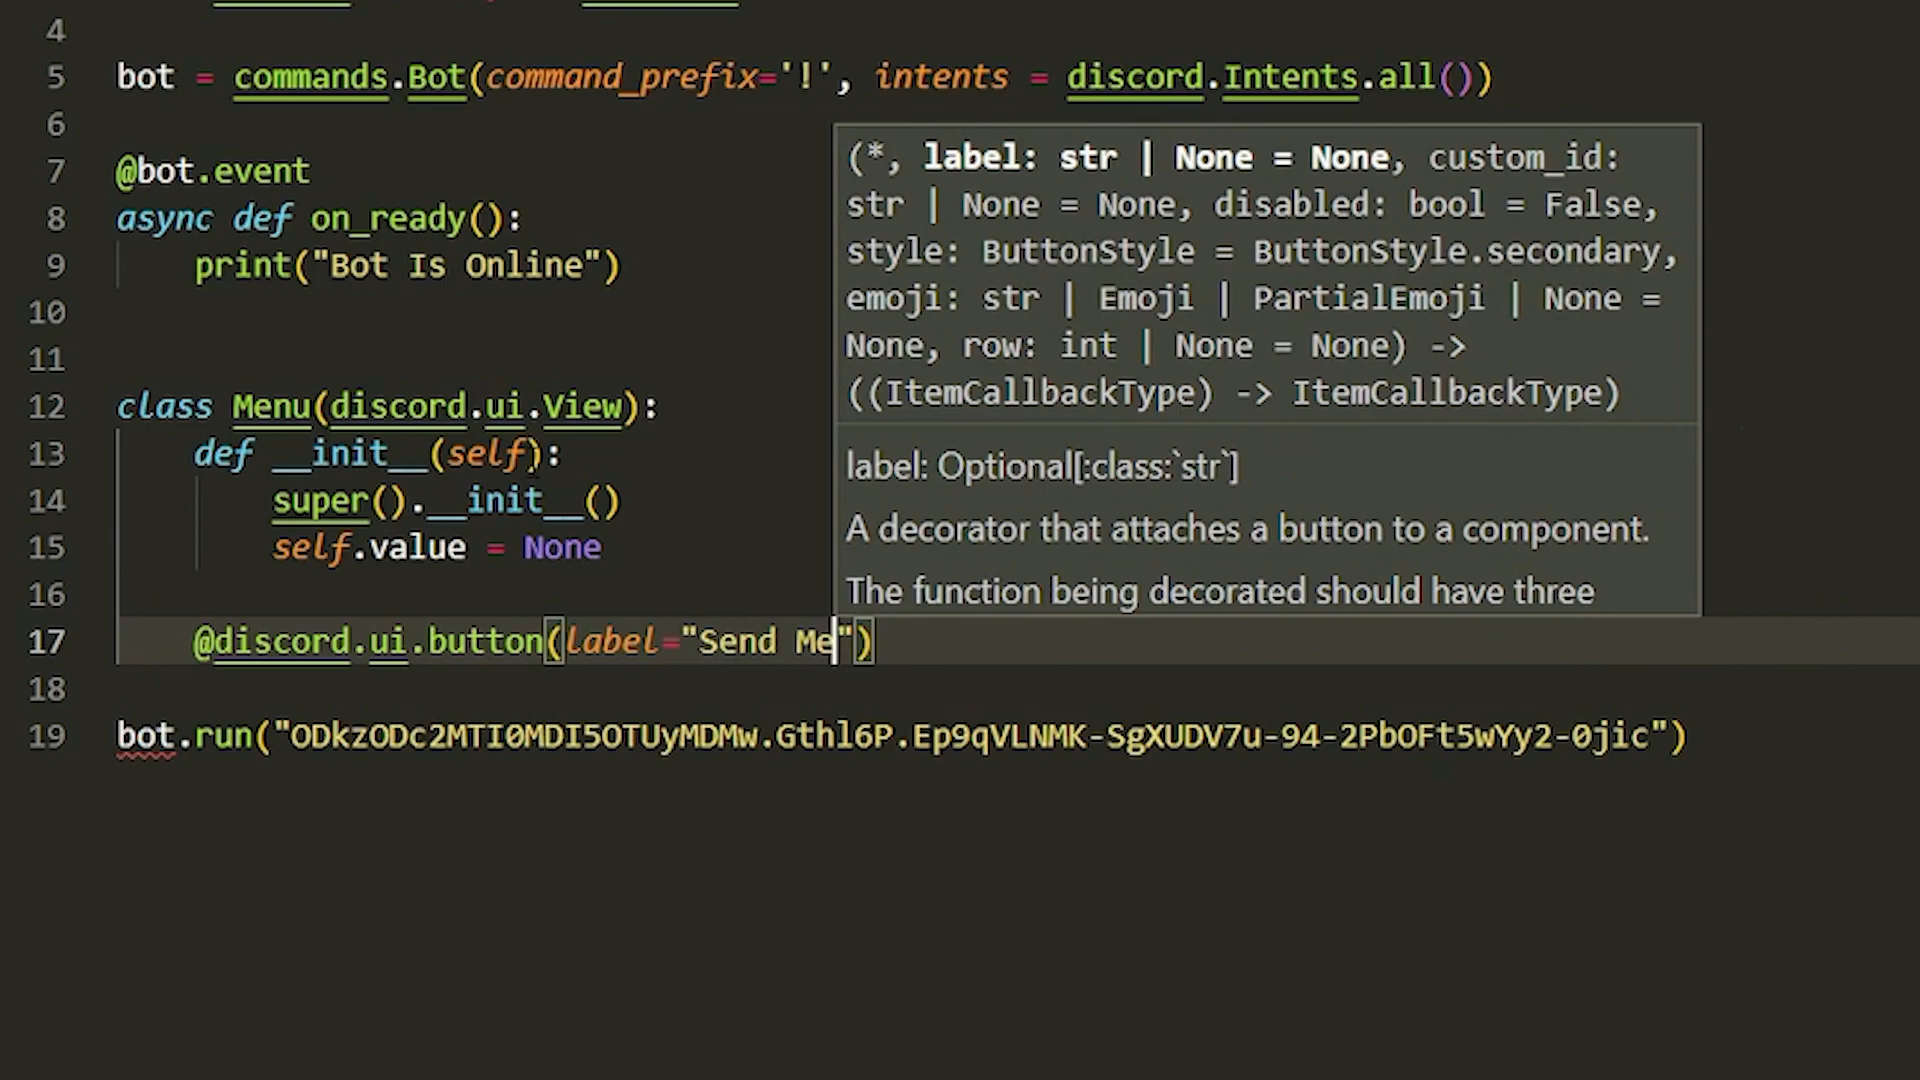 4
5 bot = commands.Bot(command_prefix='!', intents = discord.Intents.all())
6
7 @bot.event
8 async def on_ready():
9 print("Bot Is Online")
10
11
12 class Menu(discord.ui.View):
13 def __init__(self):
14 super().__init__()
15 self.value = None
16
17 @discord.ui.button(label="Send Me")
18
19 bot.run("ODkzODc2MTI0MDI5OTUyMDMw.Gthl6P.Ep9qVLNMK-SgXUDV7u-94-2PbOFt5wYy2-0jic")
(*, label: str | None = None, custom_id:
str | None = None, disabled: bool = False,
style: ButtonStyle = ButtonStyle.secondary,
emoji: str | Emoji | PartialEmoji | None =
None, row: int | None = None) ->
((ItemCallbackType) -> ItemCallbackType)
label: Optional[:class:`str`]
A decorator that attaches a button to a component.
The function being decorated should have three